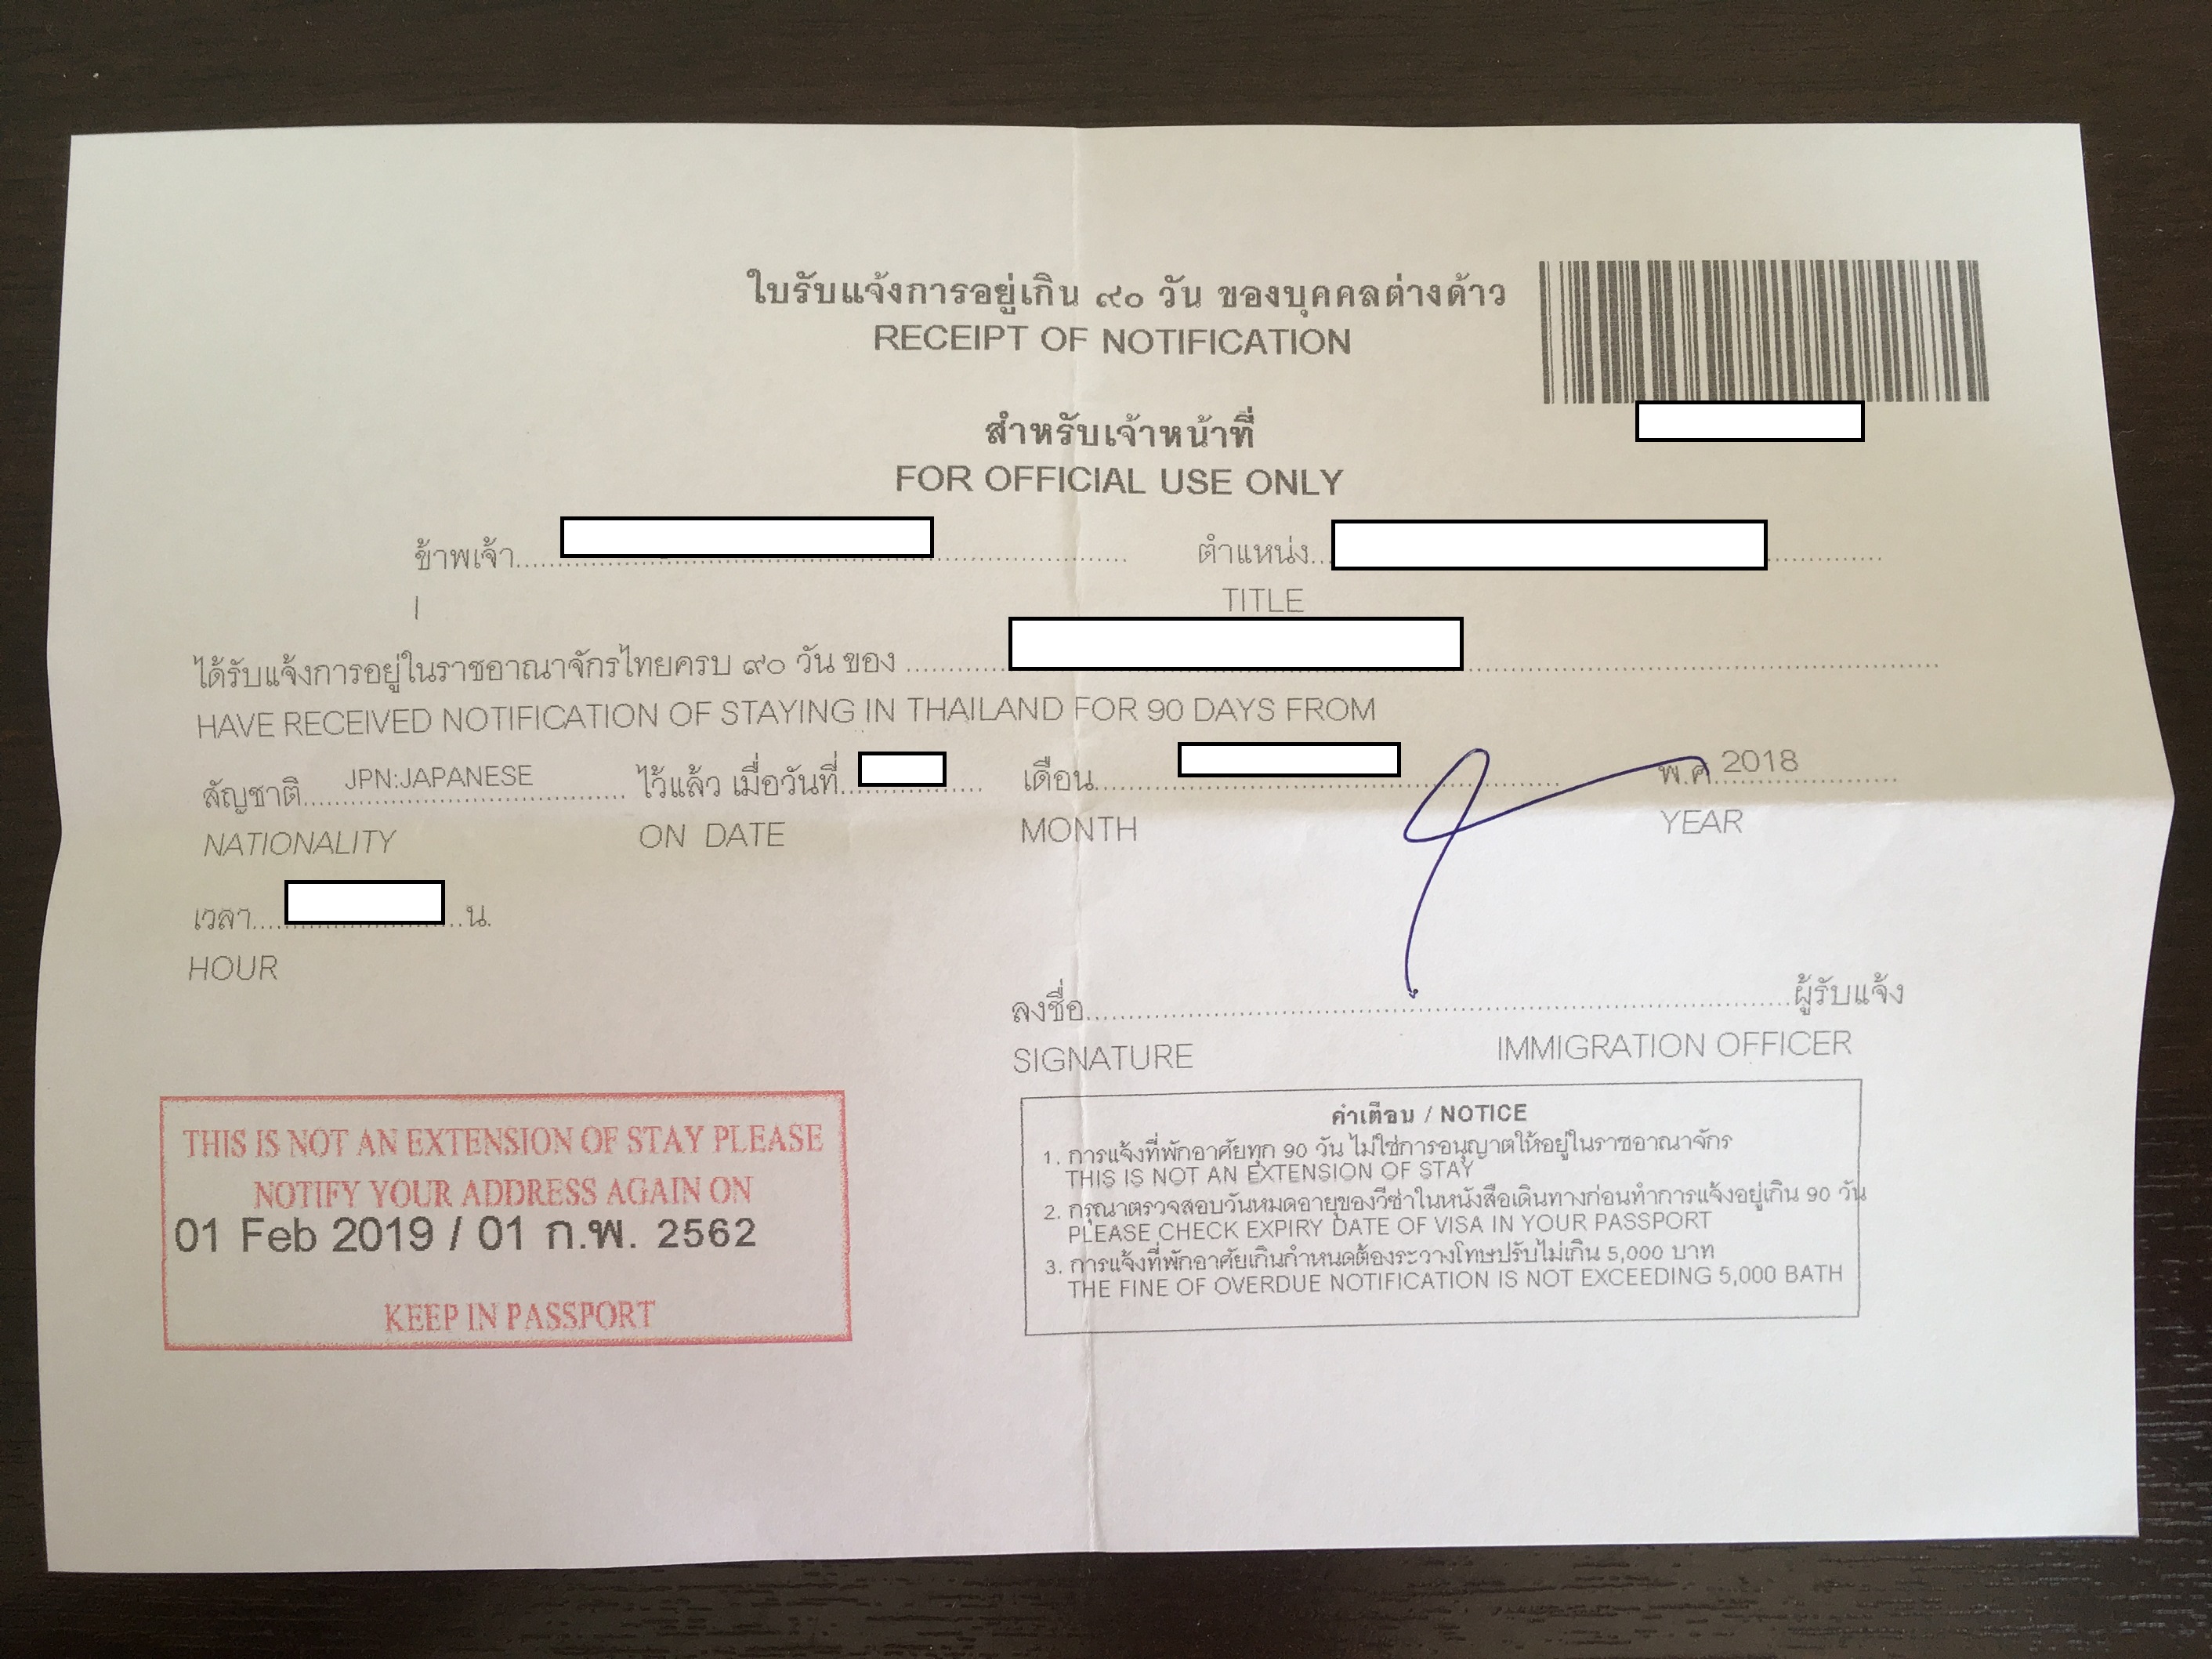 ใบรับแจ้งการอยู่เกิน ๙๐ วัน ของบุคคลต่างด้าว
RECEIPT OF NOTIFICATION
สำหรับเจ้าหน้าที่
FOR OFFICIAL USE ONLY
ข้าพเจ้า ตำแหน่ง
I TITLE
ได้รับแจ้งการอยู่ในราชอาณาจักรไทยครบ ๙๐ วัน ของ
HAVE RECEIVED NOTIFICATION OF STAYING IN THAILAND FOR 90 DAYS FROM
สัญชาติ JPN:JAPANESE ไว้แล้ว เมื่อวันที่ เดือน พ.ศ. 2018
NATIONALITY ON DATE MONTH YEAR
เวลา น.
HOUR
ลงชื่อ ผู้รับแจ้ง
SIGNATURE IMMIGRATION OFFICER
THIS IS NOT AN EXTENSION OF STAY PLEASE
NOTIFY YOUR ADDRESS AGAIN ON
01 Feb 2019 / 01 ก.พ. 2562
KEEP IN PASSPORT
คำเตือน / NOTICE
1. การแจ้งที่พักอาศัยทุก 90 วัน ไม่ใช่การอนุญาตให้อยู่ในราชอาณาจักร
THIS IS NOT AN EXTENSION OF STAY
2. กรุณาตรวจสอบวันหมดอายุของวีซ่าในหนังสือเดินทางก่อนทำการแจ้งอยู่เกิน 90 วัน
PLEASE CHECK EXPIRY DATE OF VISA IN YOUR PASSPORT
3. การแจ้งที่พักอาศัยเกินกำหนดต้องระวางโทษปรับไม่เกิน 5,000 บาท
THE FINE OF OVERDUE NOTIFICATION IS NOT EXCEEDING 5,000 BATH